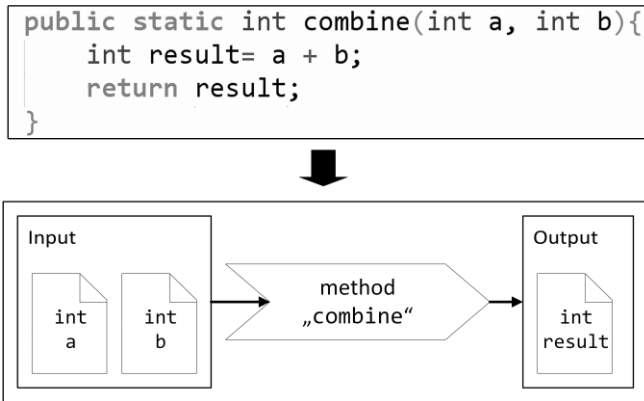 public static int combine(int a, int b){
int result= a + b;
return result;
}
Input
int
a
int
b
method
„combine“
Output
int
result